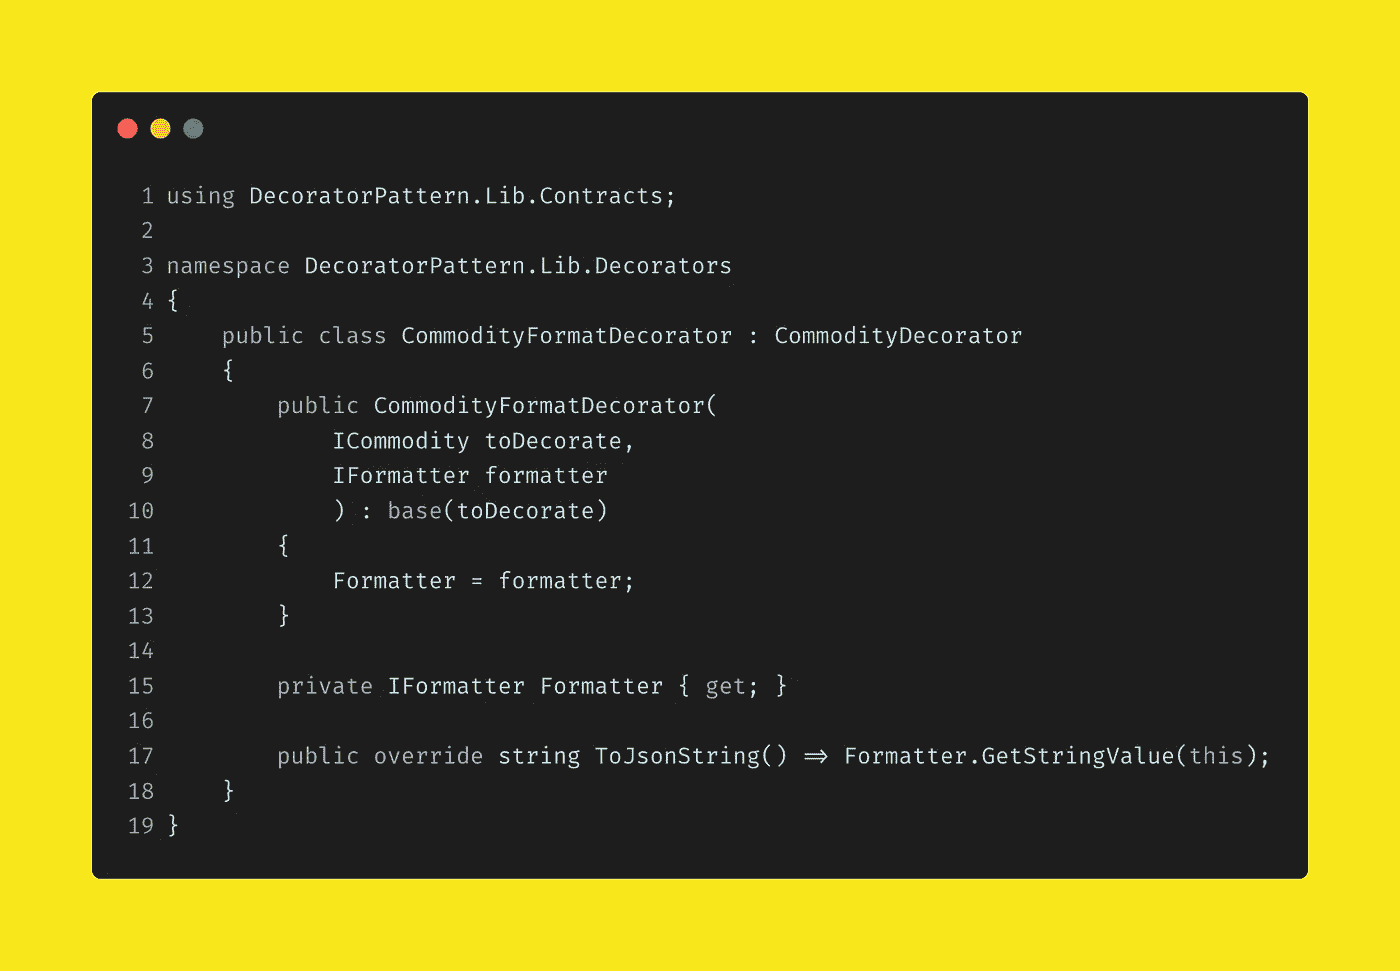 1 using DecoratorPattern.Lib.Contracts;
2
3 namespace DecoratorPattern.Lib.Decorators
4 {
5     public class CommodityFormatDecorator : CommodityDecorator
6     {
7         public CommodityFormatDecorator(
8             ICommodity toDecorate,
9             IFormatter formatter
10             ) : base(toDecorate)
11         {
12             Formatter = formatter;
13         }
14
15         private IFormatter Formatter { get; }
16
17         public override string ToJsonString() => Formatter.GetStringValue(this);
18     }
19 }